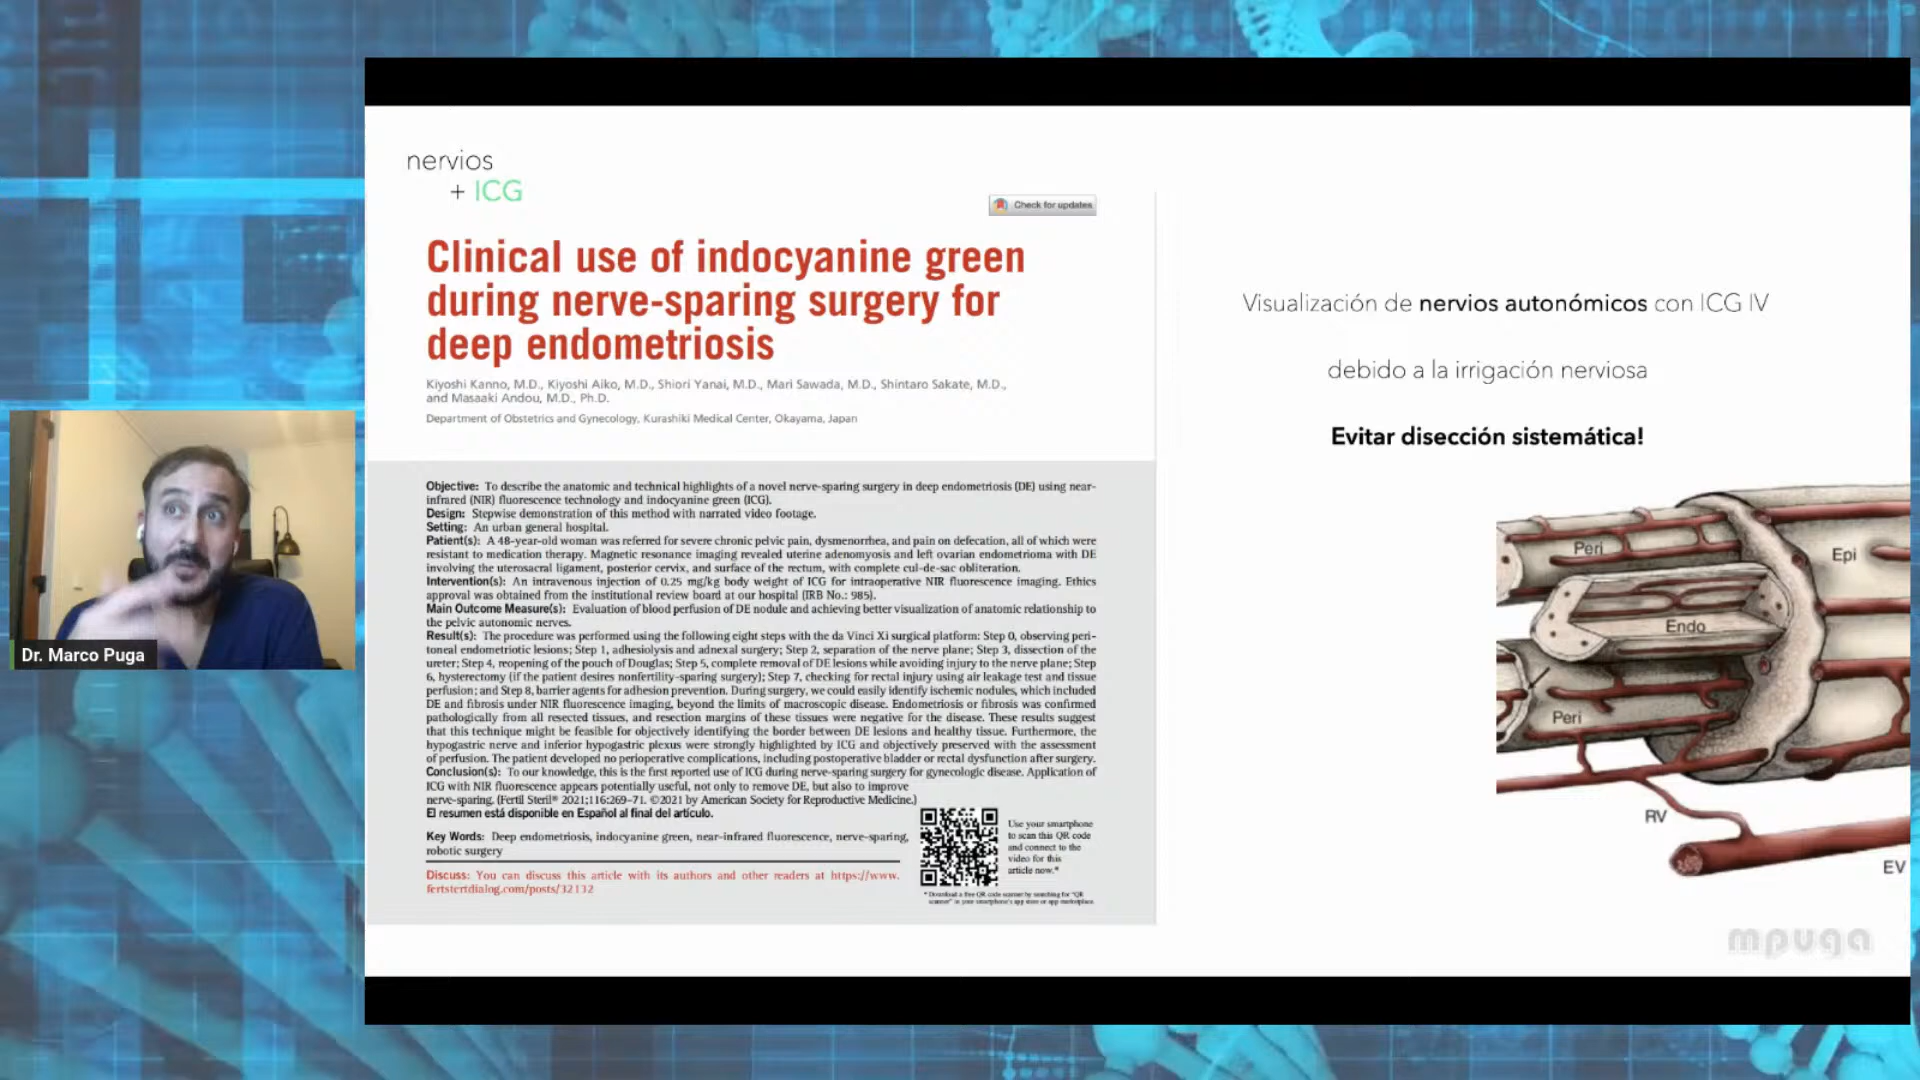 nervios
+ ICG
Check for updates
Clinical use of indocyanine green
during nerve-sparing surgery for
deep endometriosis
Kiyoshi Kanno, M.D., Kiyoshi Aiko, M.D., Shiori Yanai, M.D., Mari Sawada, M.D., Shintaro Sakate, M.D.,
and Masaaki Andou, M.D., Ph.D.
Department of Obstetrics and Gynecology, Kurashiki Medical Center, Okayama, Japan
Objective: To describe the anatomic and technical highlights of a novel nerve-sparing surgery in deep endometriosis (DE) using near-
infrared (NIR) fluorescence technology and indocyanine green (ICG).
Design: Stepwise demonstration of this method with narrated video footage.
Setting: An urban general hospital.
Patient(s): A 48-year-old woman was referred for severe chronic pelvic pain, dysmenorrhea, and pain on defecation, all of which were
resistant to medication therapy. Magnetic resonance imaging revealed uterine adenomyosis and left ovarian endometrioma with DE
involving the uterosacral ligament, posterior cervix, and surface of the rectum, with complete cul-de-sac obliteration.
Intervention(s): An intravenous injection of 0.25 mg/kg body weight of ICG for intraoperative NIR fluorescence imaging. Ethics
approval was obtained from the institutional review board at our hospital (IRB No.: 985).
Main Outcome Measure(s): Evaluation of blood perfusion of DE nodule and achieving better visualization of anatomic relationship to
the pelvic autonomic nerves.
Result(s): The procedure was performed using the following eight steps with the da Vinci Xi surgical platform: Step 0, observing peri-
toneal endometriotic lesions; Step 1, adhesiolysis and adnexal surgery; Step 2, separation of the nerve plane; Step 3, dissection of the
ureter; Step 4, reopening of the pouch of Douglas; Step 5, complete removal of DE lesions while avoiding injury to the nerve plane; Step
6, hysterectomy (if the patient desires nonfertility-sparing surgery); Step 7, checking for rectal injury using air leakage test and tissue
perfusion; and Step 8, barrier agents for adhesion prevention. During surgery, we could easily identify ischemic nodules, which included
DE and fibrosis under NIR fluorescence imaging, beyond the limits of macroscopic disease. Endometriosis or fibrosis was confirmed
pathologically from all resected tissues, and resection margins of these tissues were negative for the disease. These results suggest
that this technique might be feasible for objectively identifying the border between DE lesions and healthy tissue. Furthermore, the
hypogastric nerve and inferior hypogastric plexus were strongly highlighted by ICG and objectively preserved with the assessment
of perfusion. The patient developed no perioperative complications, including postoperative bladder or rectal dysfunction after surgery.
Conclusion(s): To our knowledge, this is the first reported use of ICG during nerve-sparing surgery for gynecologic disease. Application of
ICG with NIR fluorescence appears potentially useful, not only to remove DE, but also to improve
nerve-sparing. (Fertil Steril® 2021;116:269–71. ©2021 by American Society for Reproductive Medicine.)
El resumen está disponible en Español al final del artículo.
Key Words: Deep endometriosis, indocyanine green, near-infrared fluorescence, nerve-sparing,
robotic surgery
Discuss: You can discuss this article with its authors and other readers at https://www.
fertstertdialog.com/posts/32132
Use your smartphone
to scan this QR code
and connect to the
video for this
article now.*
* Download a free QR code scanner by searching for "QR
scanner" in your smartphone's app store or app marketplace.
Visualización de nervios autonómicos con ICG IV
debido a la irrigación nerviosa
Evitar disección sistemática!
Peri
Epi
Endo
Peri
RV
EV
mpuga
Dr. Marco Puga